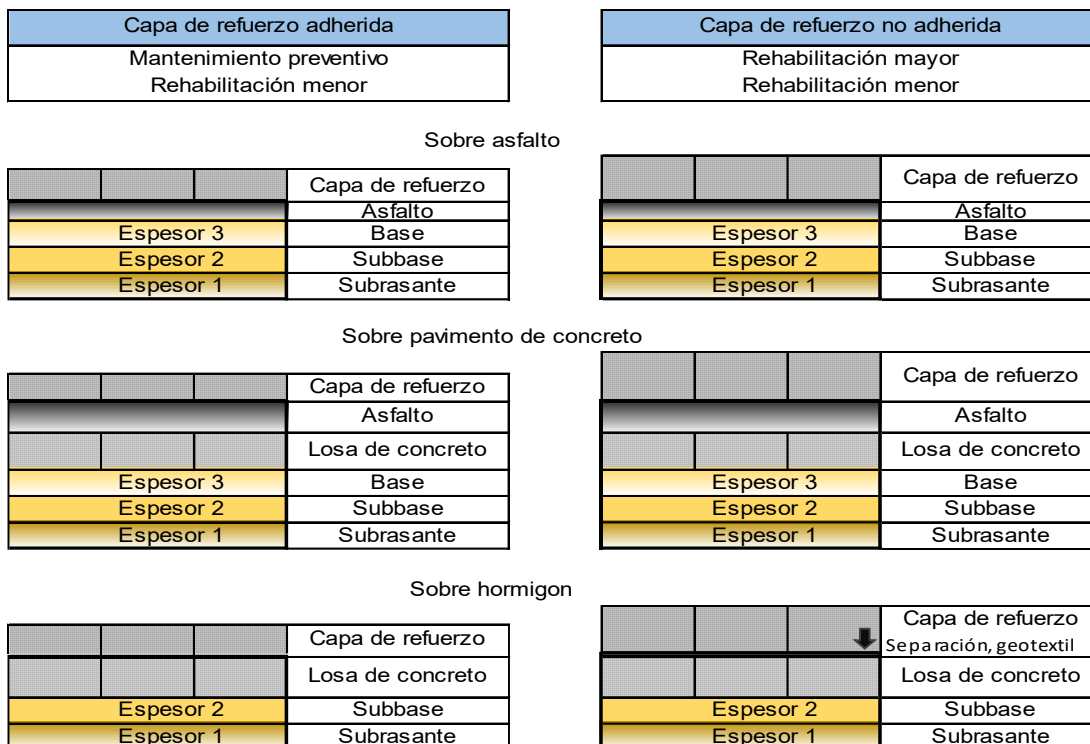 Capa de refuerzo adherida
Mantenimiento preventivo
Rehabilitación menor
Capa de refuerzo no adherida
Rehabilitación mayor
Rehabilitación menor
Sobre asfalto
Capa de refuerzo
Asfalto
Espesor 3 Base
Espesor 2 Subbase
Espesor 1 Subrasante
Capa de refuerzo
Asfalto
Espesor 3 Base
Espesor 2 Subbase
Espesor 1 Subrasante
Sobre pavimento de concreto
Capa de refuerzo
Asfalto
Losa de concreto
Espesor 3 Base
Espesor 2 Subbase
Espesor 1 Subrasante
Capa de refuerzo
Asfalto
Losa de concreto
Espesor 3 Base
Espesor 2 Subbase
Espesor 1 Subrasante
Sobre hormigon
Capa de refuerzo
Losa de concreto
Espesor 2 Subbase
Espesor 1 Subrasante
Capa de refuerzo
Separación, geotextil
Losa de concreto
Espesor 2 Subbase
Espesor 1 Subrasante